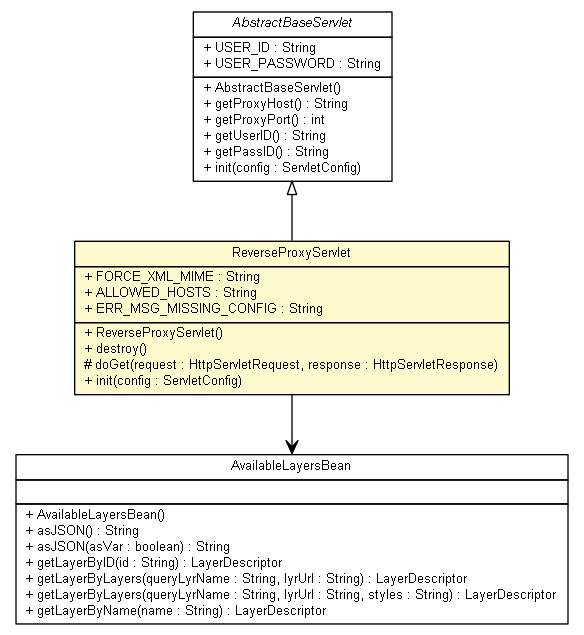 AbstractBaseServlet
+ USER_ID : String
+ USER_PASSWORD : String
+ AbstractBaseServlet()
+ getProxyHost() : String
+ getProxyPort() : int
+ getUserID() : String
+ getPassID() : String
+ init(config : ServletConfig)
ReverseProxyServlet
+ FORCE_XML_MIME : String
+ ALLOWED_HOSTS : String
+ ERR_MSG_MISSING_CONFIG : String
+ ReverseProxyServlet()
+ destroy()
# doGet(request : HttpServletRequest, response : HttpServletResponse)
+ init(config : ServletConfig)
AvailableLayersBean
+ AvailableLayersBean()
+ asJSON() : String
+ asJSON(asVar : boolean) : String
+ getLayerByID(id : String) : LayerDescriptor
+ getLayerByLayers(queryLyrName : String, lyrUrl : String) : LayerDescriptor
+ getLayerByLayers(queryLyrName : String, lyrUrl : String, styles : String) : LayerDescriptor
+ getLayerByName(name : String) : LayerDescriptor